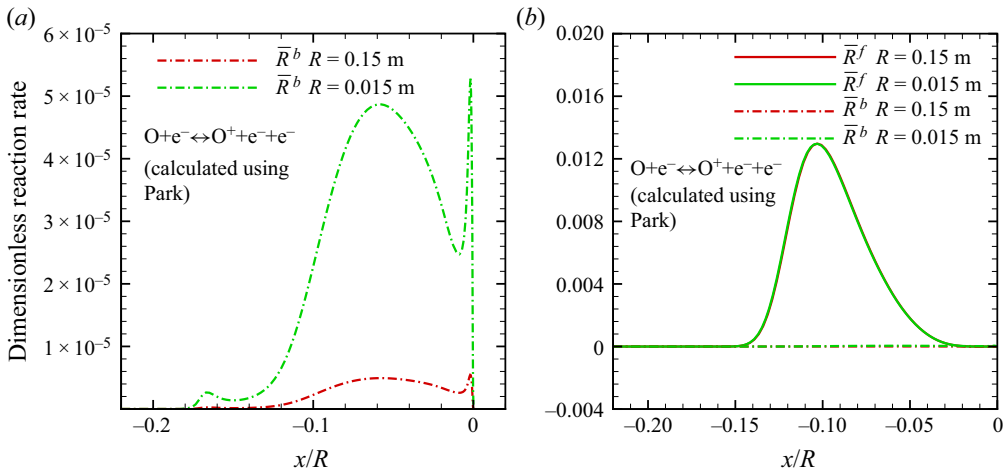 (a)
6 × 10⁻⁵
5 × 10⁻⁵
4 × 10⁻⁵
3 × 10⁻⁵
2 × 10⁻⁵
1 × 10⁻⁵
Dimensionless reaction rate
R̅ᵇ R = 0.15 m
R̅ᵇ R = 0.015 m
O+e⁻↔O⁺+e⁻+e⁻
(calculated using
Park)
–0.2
–0.1
0
x/R
(b)
0.020
0.016
0.012
0.008
0.004
0
–0.004
R̅ᶠ R = 0.15 m
R̅ᶠ R = 0.015 m
R̅ᵇ R = 0.15 m
R̅ᵇ R = 0.015 m
O+e⁻↔O⁺+e⁻+e⁻
(calculated using
Park)
–0.20
–0.15
–0.10
–0.05
0
x/R